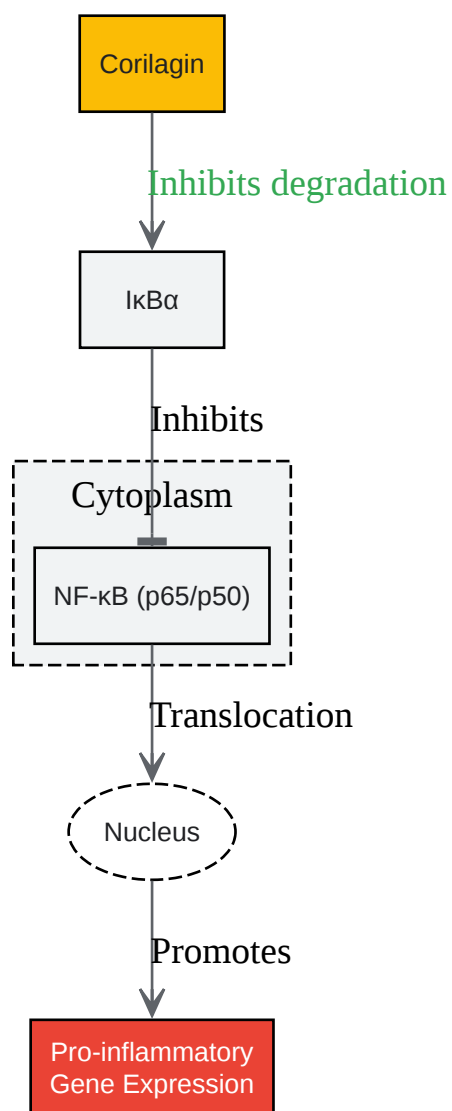 Corilagin
Inhibits degradation
IκBα
Inhibits
Cytoplasm
NF-κB (p65/p50)
Translocation
Nucleus
Promotes
Pro-inflammatory
Gene Expression